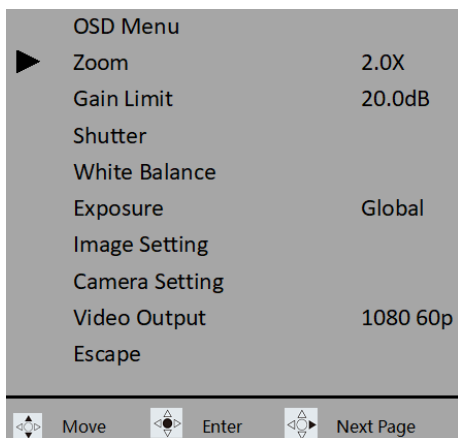 OSD Menu
Zoom 2.0X
Gain Limit 20.0dB
Shutter
White Balance
Exposure Global
Image Setting
Camera Setting
Video Output 1080 60p
Escape
Move Enter Next Page